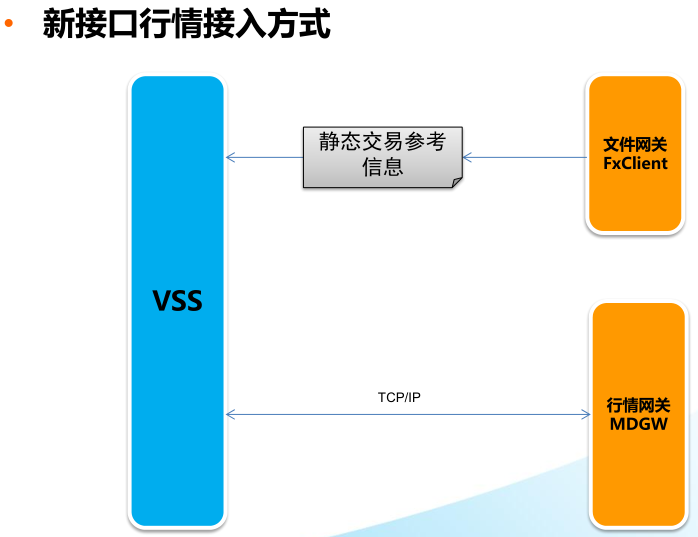 • 新接口行情接入方式
静态交易参考
信息
文件网关
FxClient
VSS
TCP/IP
行情网关
MDGW